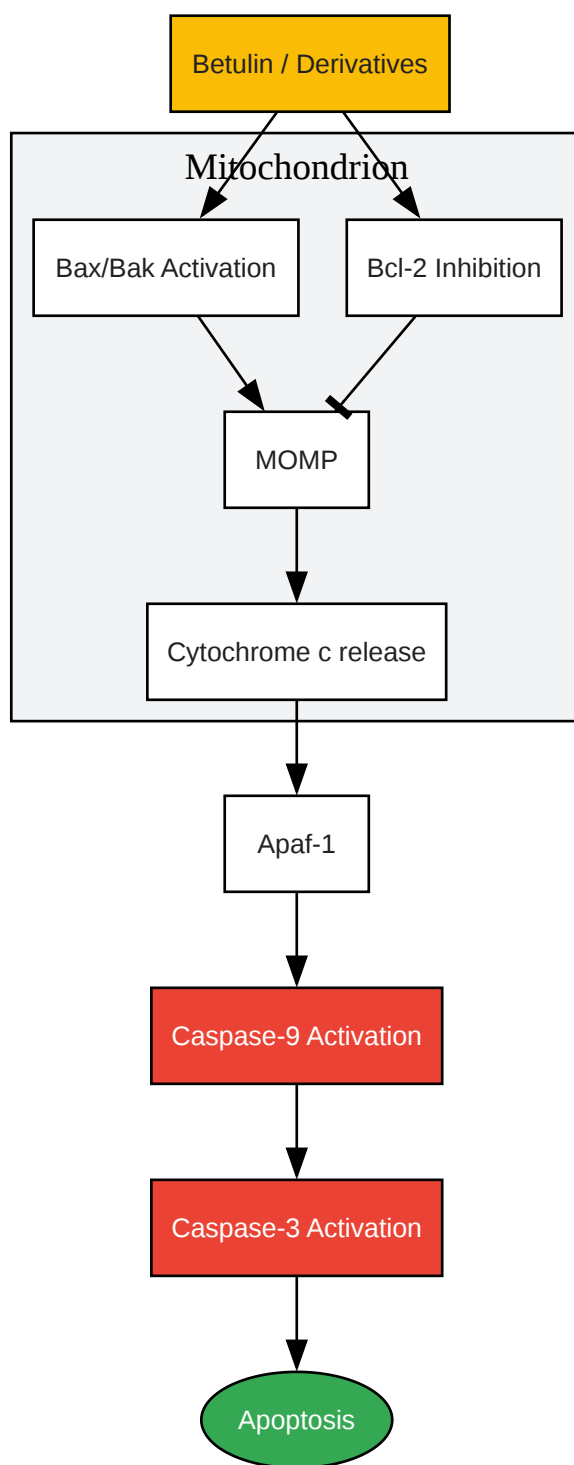 Betulin / Derivatives
Mitochondrion
Bax/Bak Activation
Bcl-2 Inhibition
MOMP
Cytochrome c release
Apaf-1
Caspase-9 Activation
Caspase-3 Activation
Apoptosis